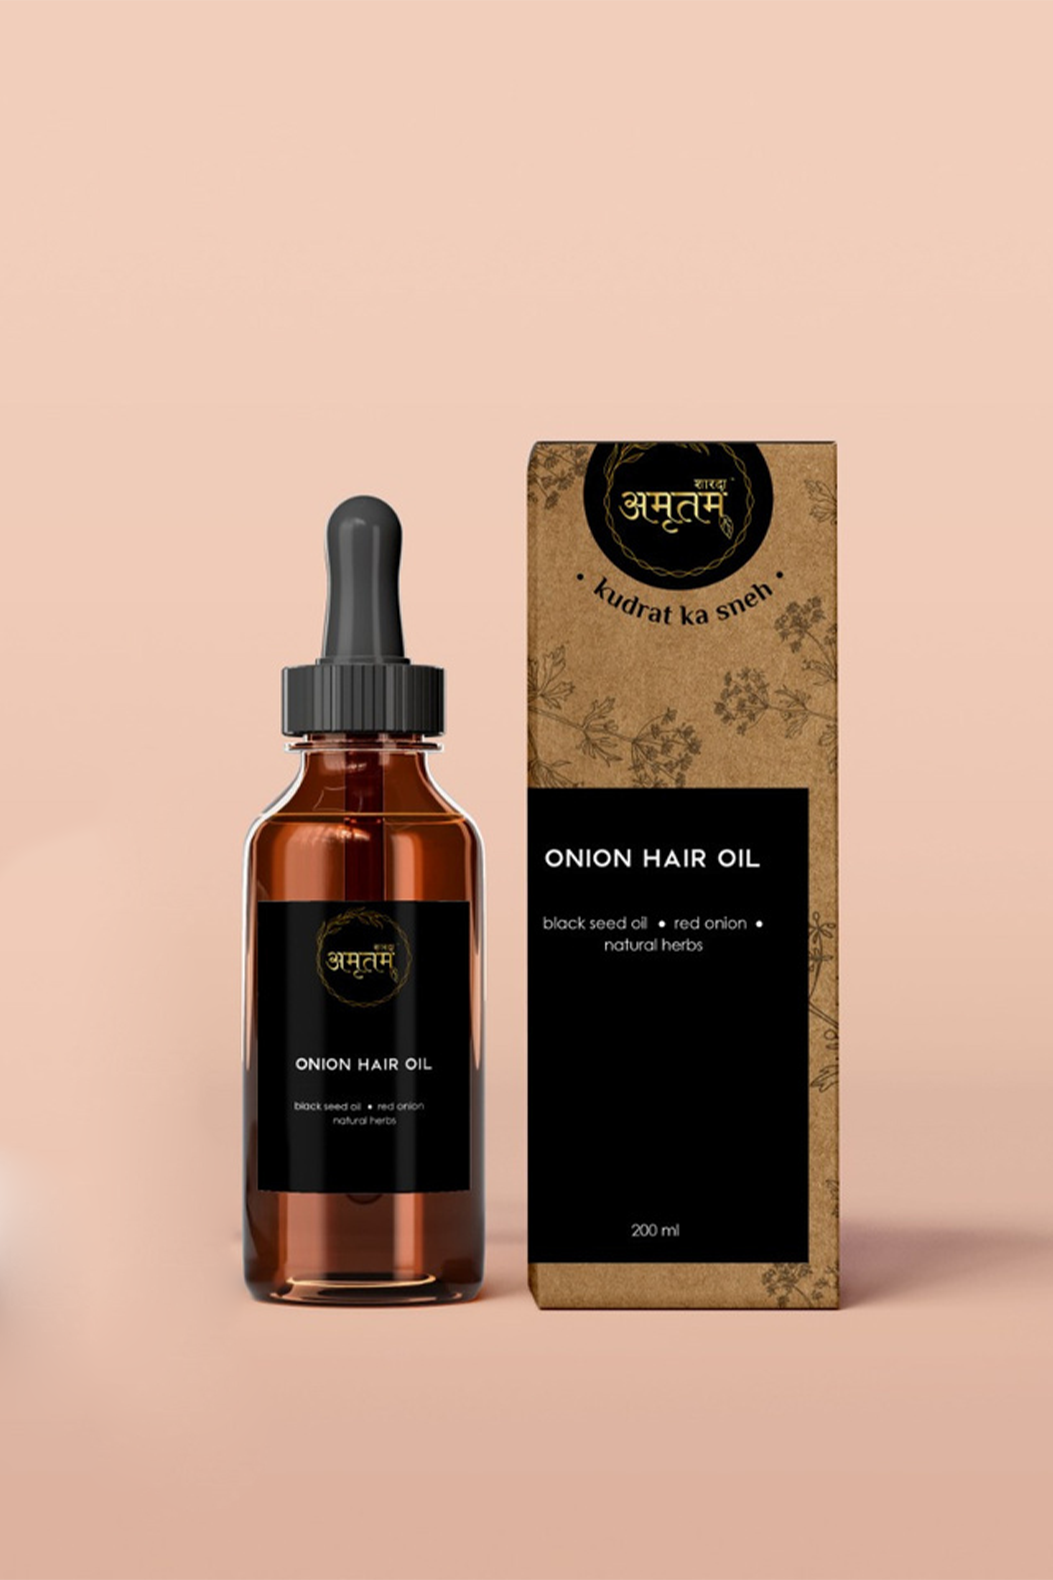 शारदा
अमृतम्
• kudrat ka sneh •
ONION HAIR OIL
black seed oil • red onion •
natural herbs
200 ml
शारदा
अमृतम्
ONION HAIR OIL
black seed oil • red onion
natural herbs